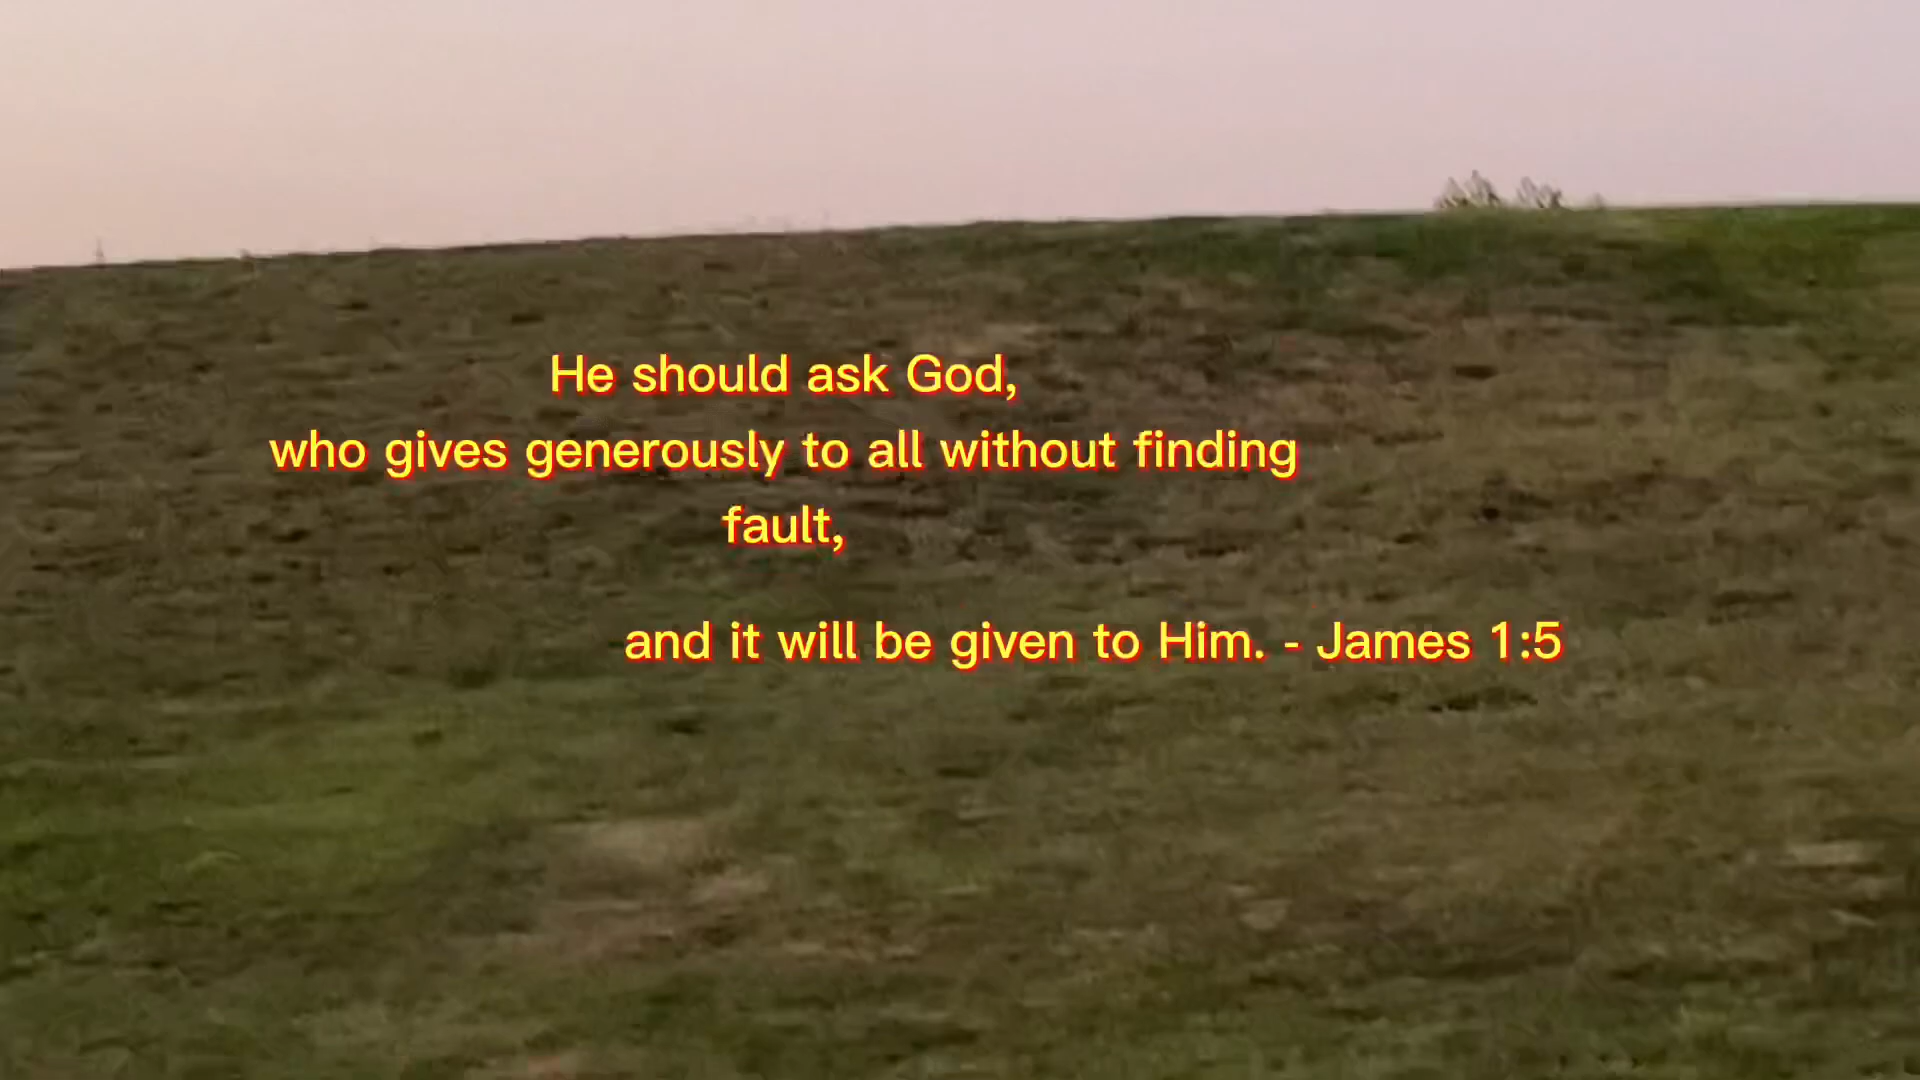 He should ask God,
who gives generously to all without finding
fault,
and it will be given to Him. - James 1:5